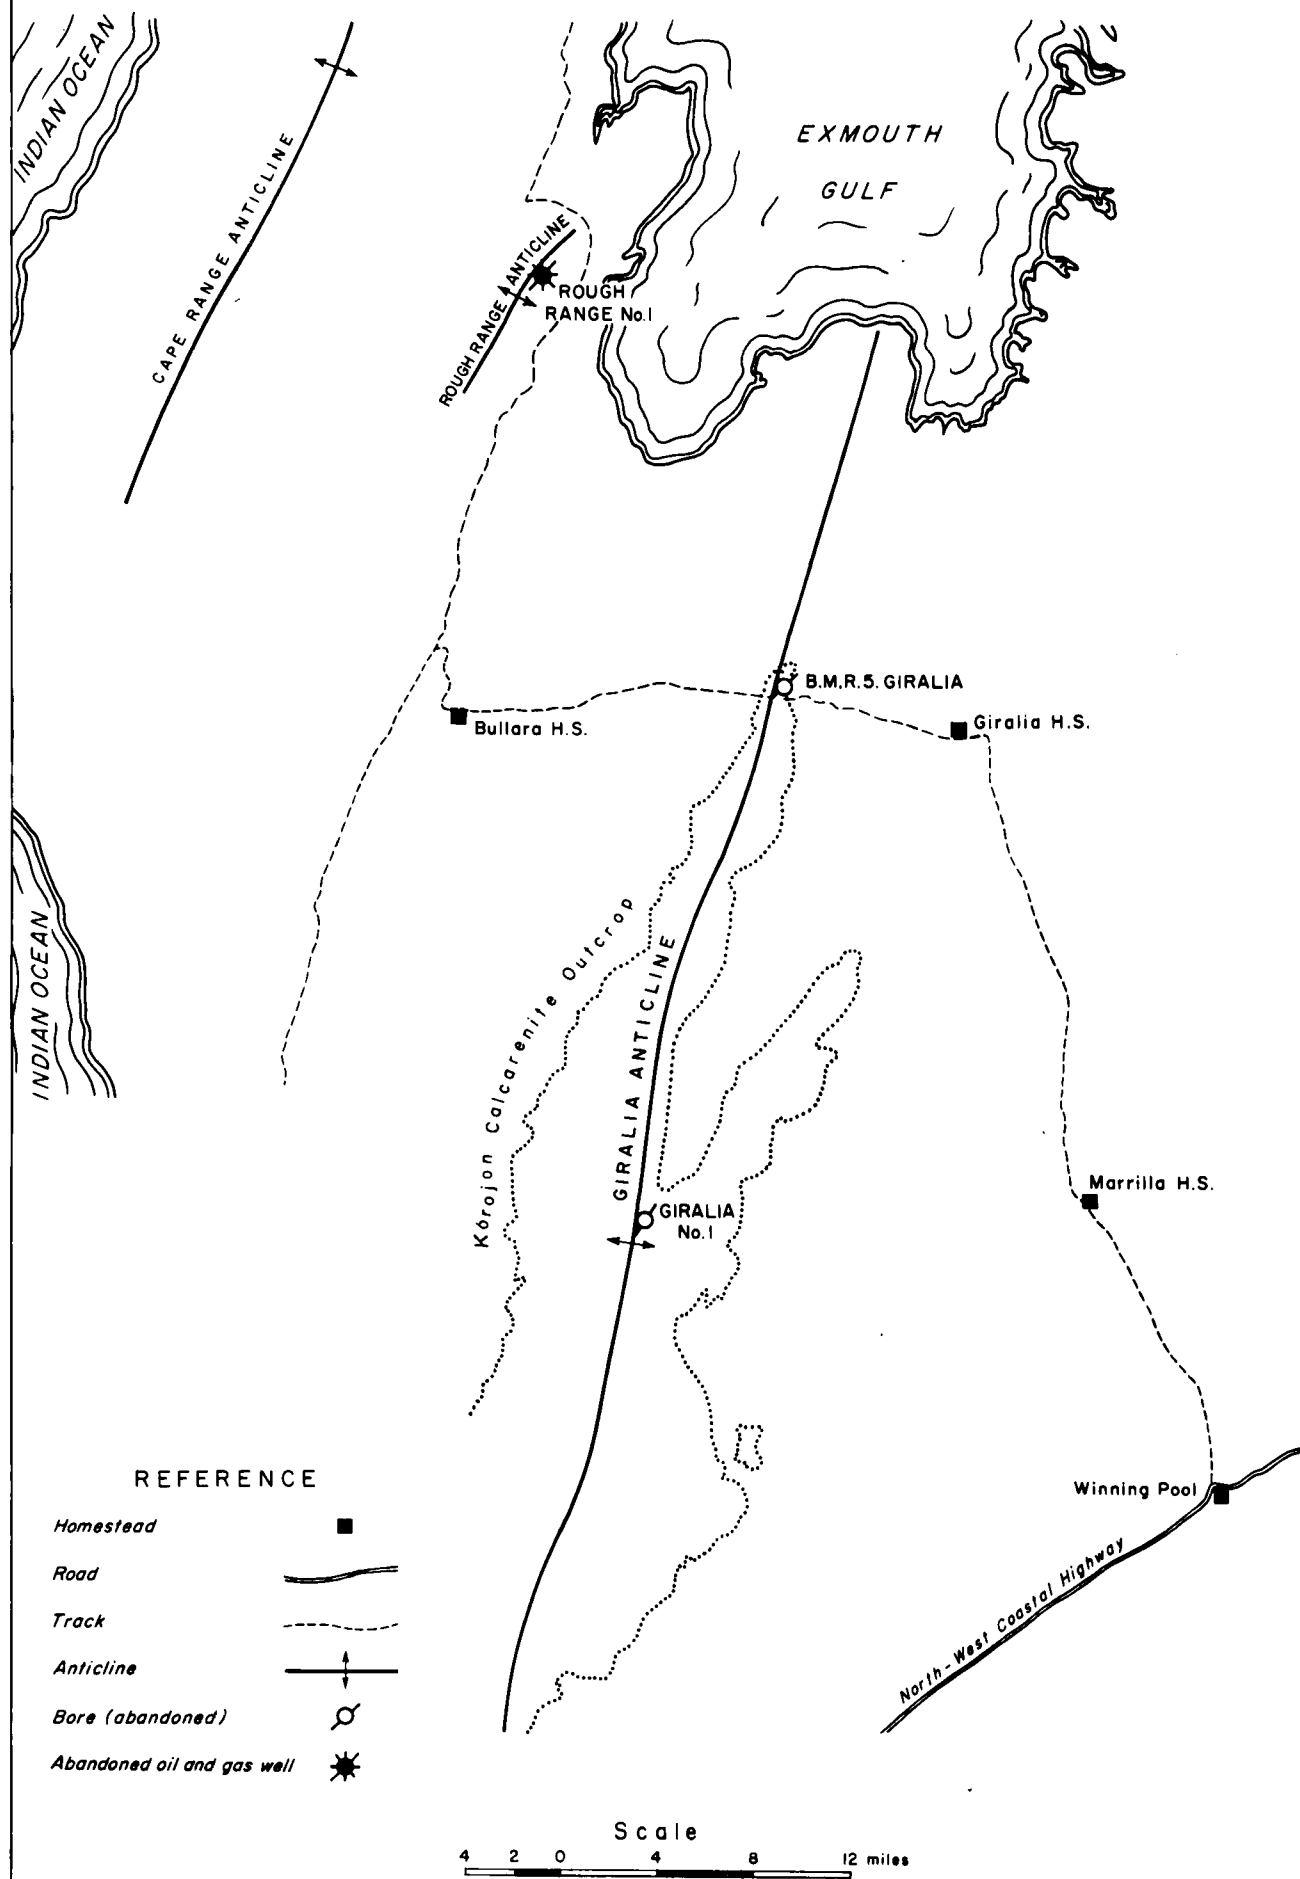 INDIAN OCEAN
CAPE RANGE ANTICLINE
EXMOUTH
GULF
ROUGH RANGE ANTICLINE
ROUGH
RANGE No.1
B.M.R.5. GIRALIA
Bullara H.S.
Giralia H.S.
INDIAN OCEAN
Korojon Calcarenite Outcrop
GIRALIA ANTICLINE
GIRALIA
No.1
Marrilla H.S.
Winning Pool
North-West Coastal Highway
REFERENCE
Homestead
Road
Track
Anticline
Bore (abandoned)
Abandoned oil and gas well
Scale
4 2 0 4 8 12 miles